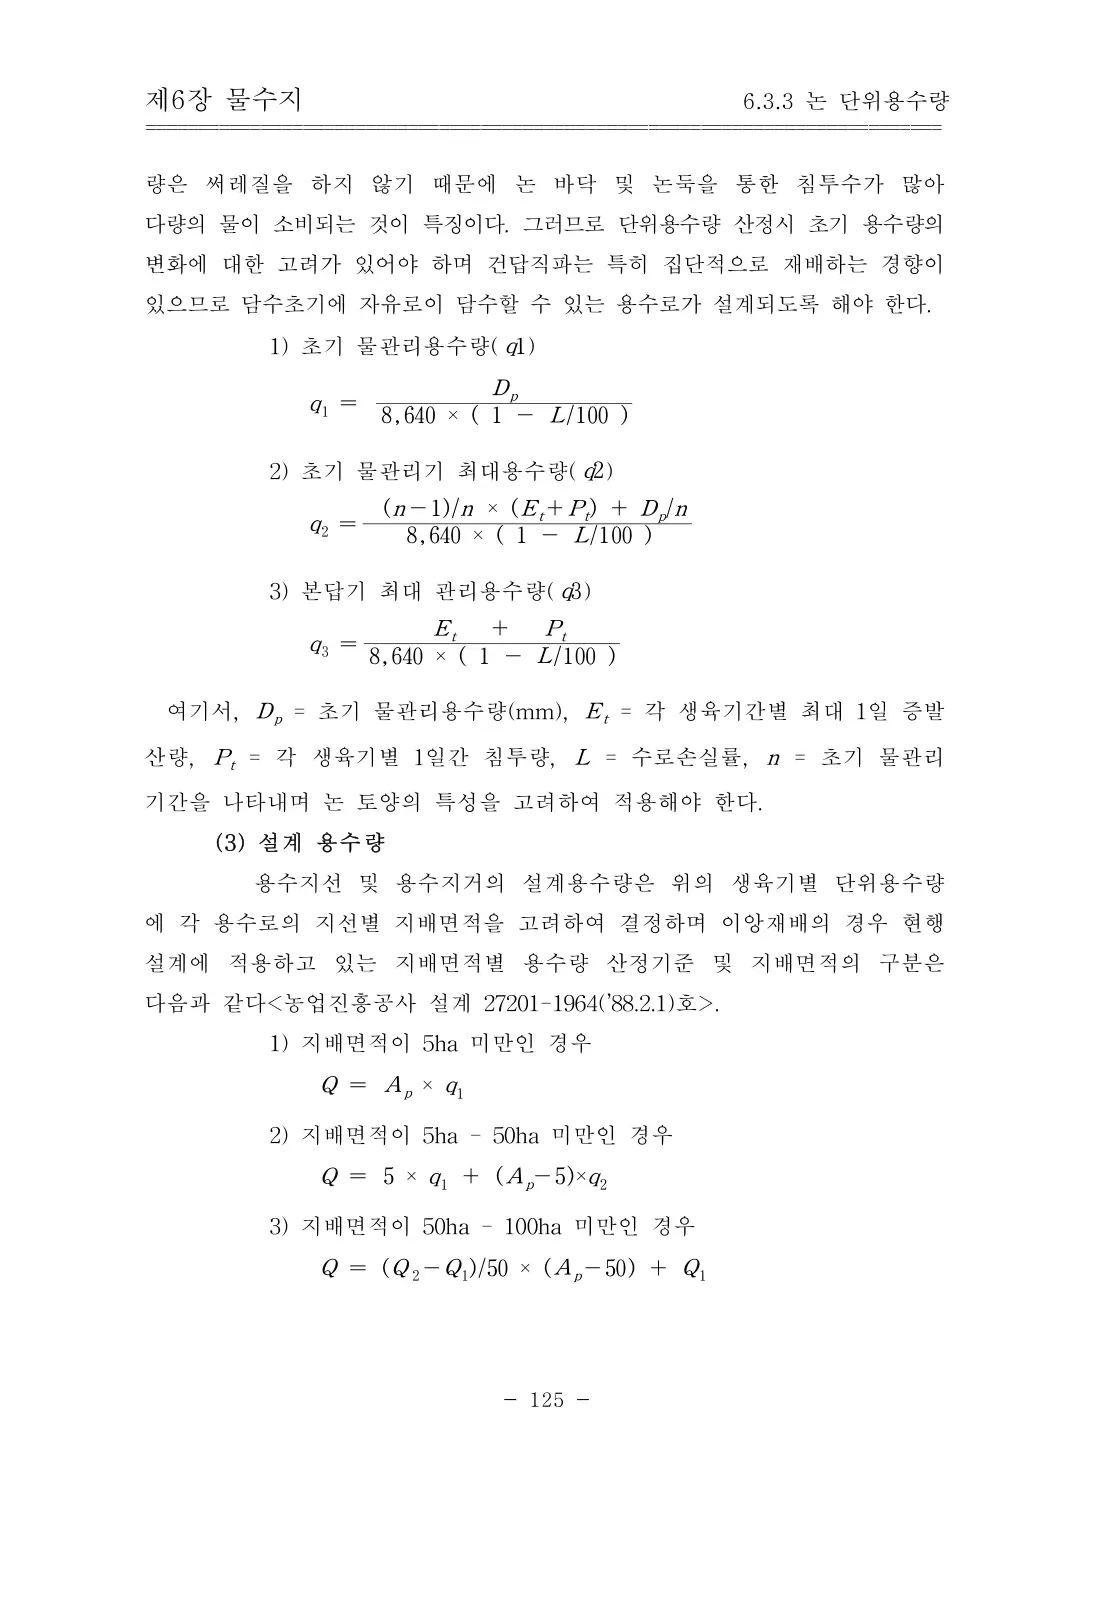 제6장 물수지 6.3.3 논 단위용수량
량은 써레질을 하지 않기 때문에 논 바닥 및 논둑을 통한 침투수가 많아
다량의 물이 소비되는 것이 특징이다. 그러므로 단위용수량 산정시 초기 용수량의
변화에 대한 고려가 있어야 하며 건답직파는 특히 집단적으로 재배하는 경향이
있으므로 담수초기에 자유로이 담수할 수 있는 용수로가 설계되도록 해야 한다.
1) 초기 물관리용수량( q1)
q₁ = D_p / 8,640 × ( 1 - L/100 )
2) 초기 물관리기 최대용수량( q2)
q₂ = (n-1)/n × (E_t+P_t) + D_p/n / 8,640 × ( 1 - L/100 )
3) 본답기 최대 관리용수량( q3)
q₃ = E_t + P_t / 8,640 × ( 1 - L/100 )
여기서, D_p = 초기 물관리용수량(mm), E_t = 각 생육기간별 최대 1일 증발
산량, P_t = 각 생육기별 1일간 침투량, L = 수로손실률, n = 초기 물관리
기간을 나타내며 논 토양의 특성을 고려하여 적용해야 한다.
(3) 설계 용수량
용수지선 및 용수지거의 설계용수량은 위의 생육기별 단위용수량
에 각 용수로의 지선별 지배면적을 고려하여 결정하며 이앙재배의 경우 현행
설계에 적용하고 있는 지배면적별 용수량 산정기준 및 지배면적의 구분은
다음과 같다<농업진흥공사 설계 27201-1964('88.2.1)호>.
1) 지배면적이 5ha 미만인 경우
Q = A_p × q₁
2) 지배면적이 5ha - 50ha 미만인 경우
Q = 5 × q₁ + (A_p-5)×q₂
3) 지배면적이 50ha - 100ha 미만인 경우
Q = (Q₂-Q₁)/50 × (A_p-50) + Q₁
- 125 -